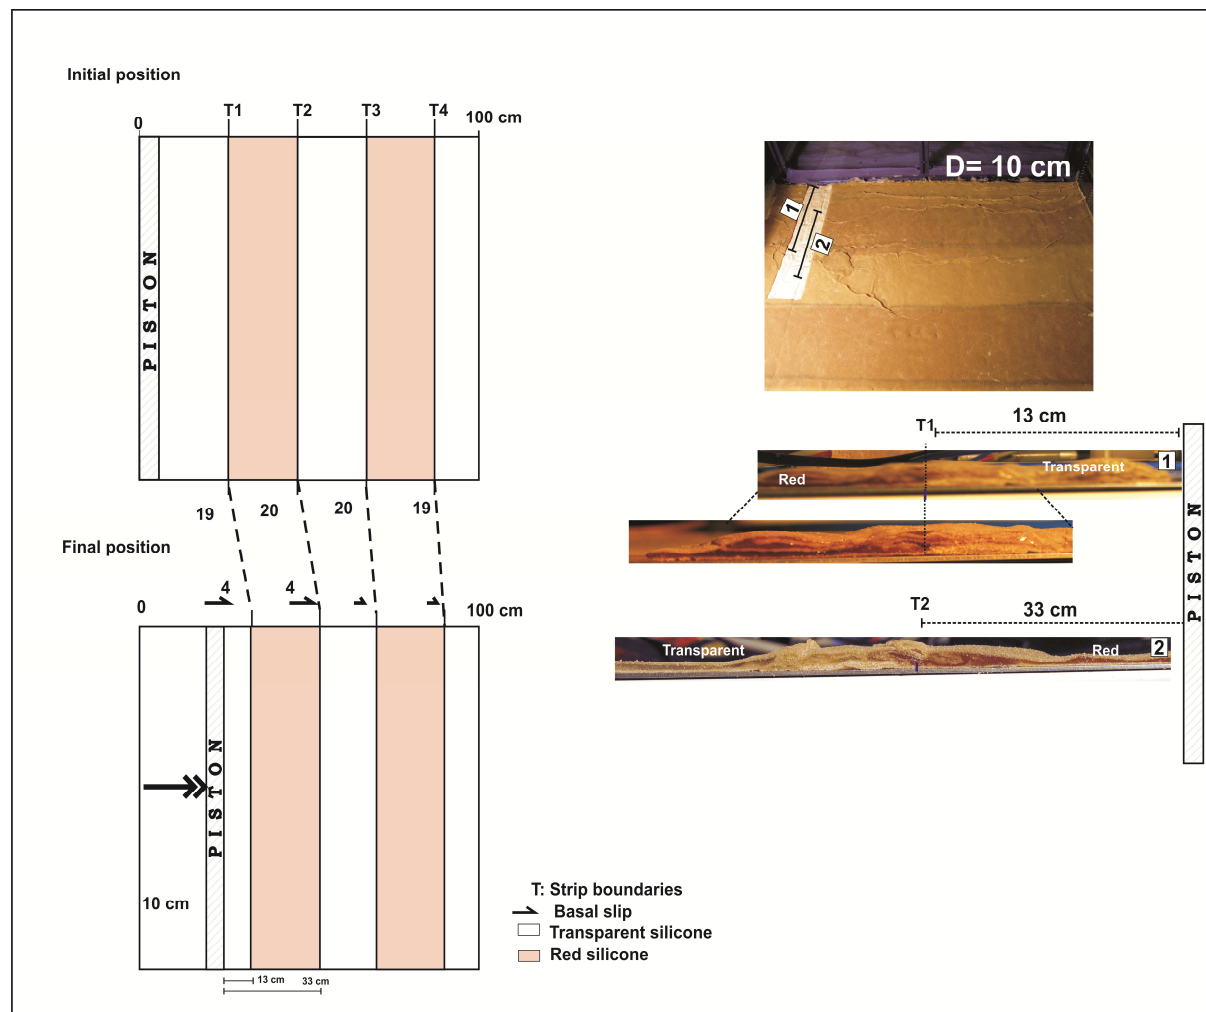 Initial position
0
T1
T2
T3
T4
100 cm
PISTON
19
20
20
19
Final position
0
4
4
100 cm
PISTON
10 cm
13 cm
33 cm
T: Strip boundaries
Basal slip
Transparent silicone
Red silicone
D= 10 cm
1
2
T1
13 cm
Red
Transparent
1
T2
33 cm
Transparent
Red
2
PISTON